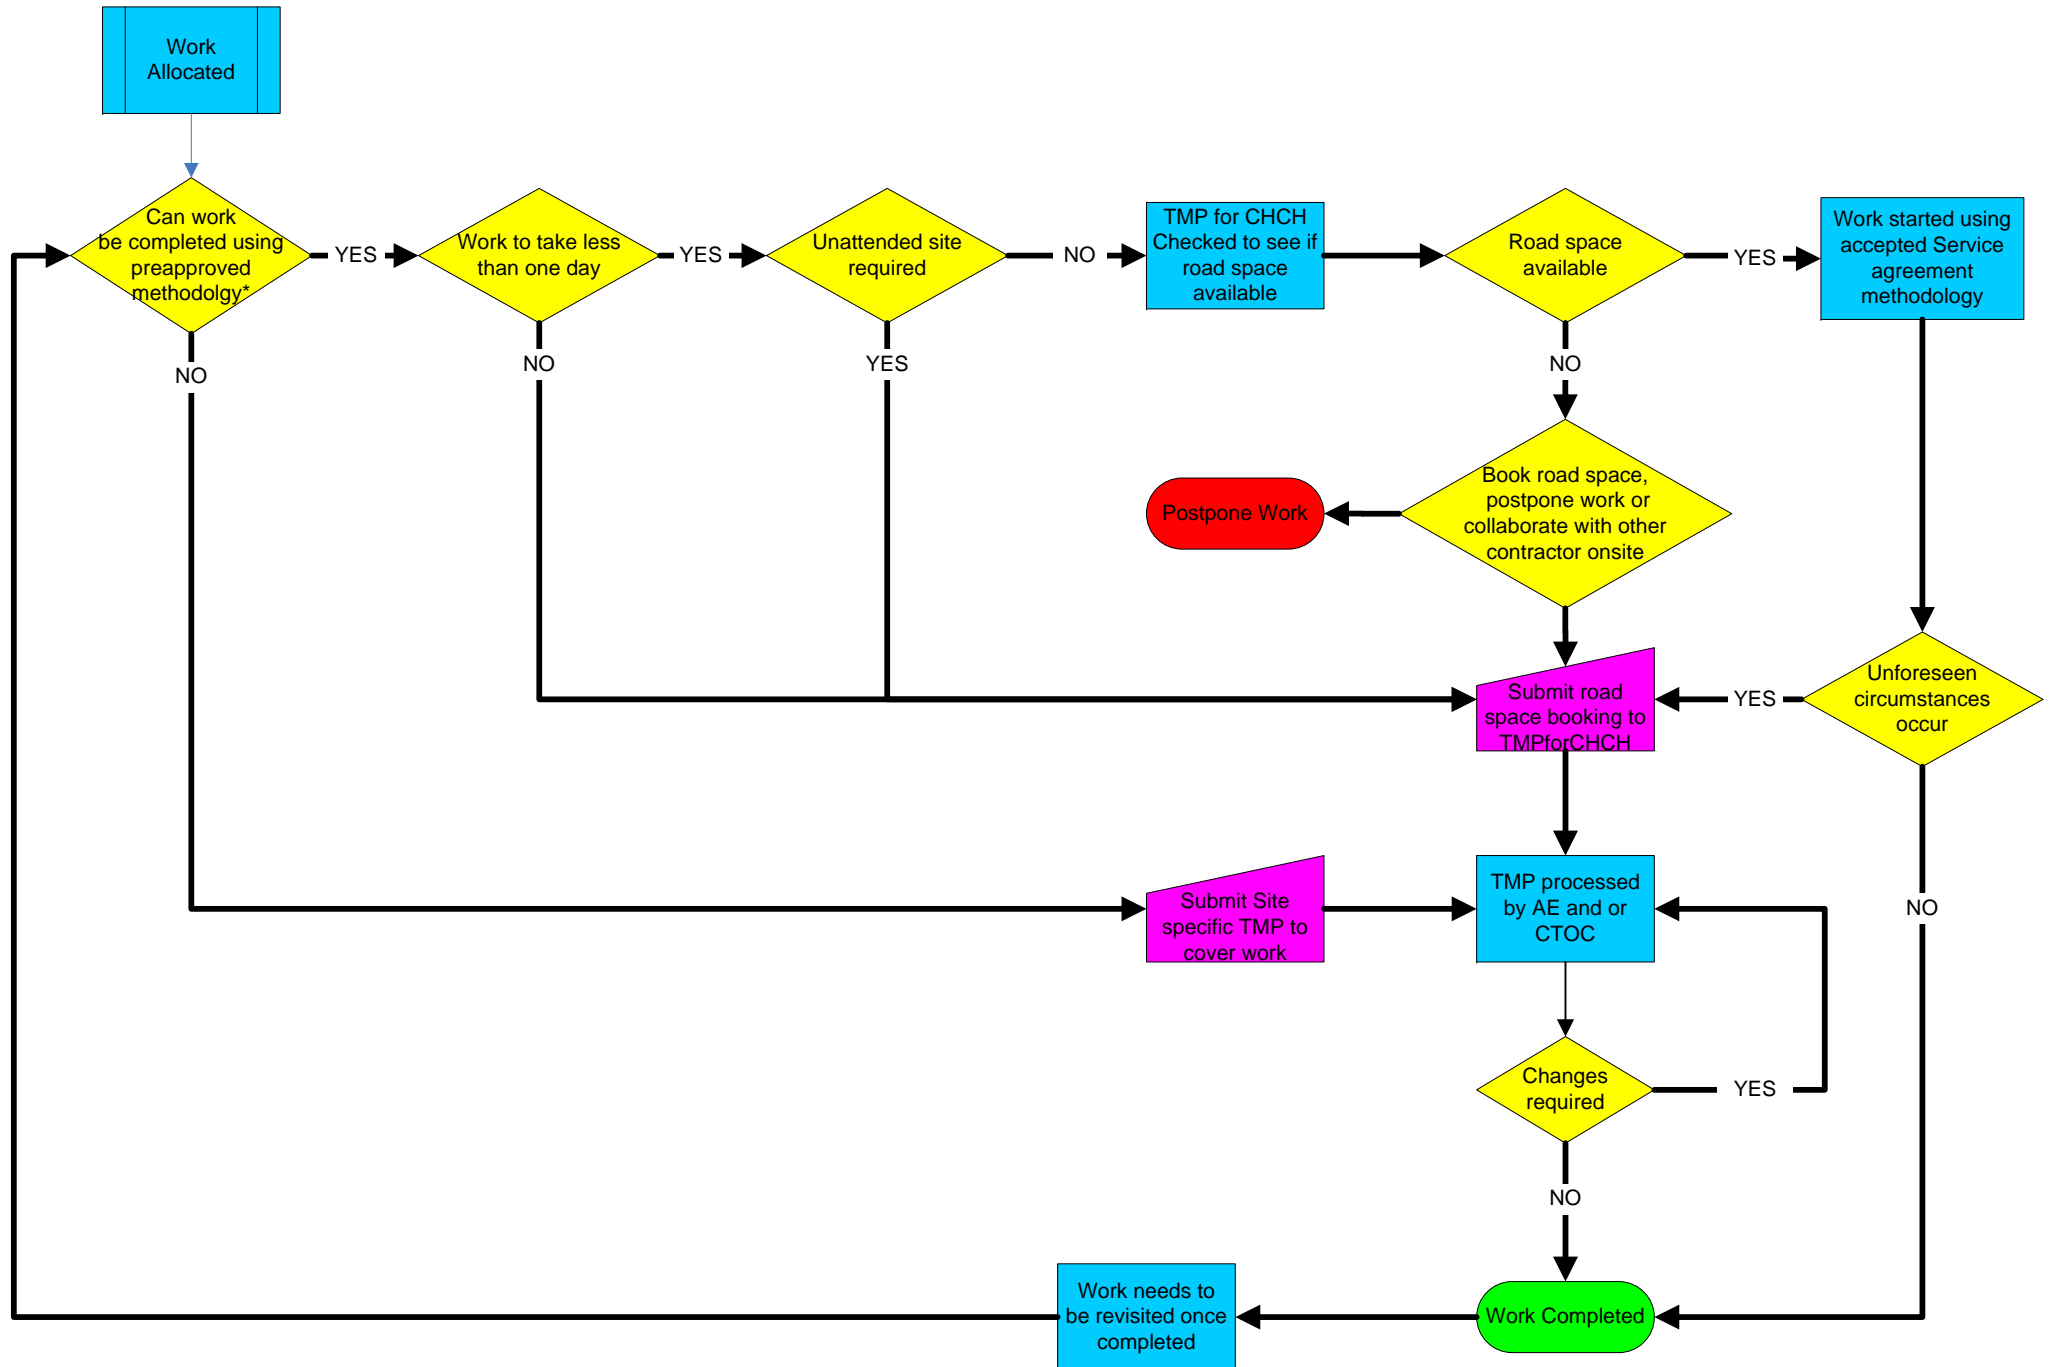 Work
Allocated
Can work
be completed using
preapproved
methodolgy*
YES
Work to take less
than one day
YES
Unattended site
required
NO
TMP for CHCH
Checked to see if
road space
available
Road space
available
YES
Work started using
accepted Service
agreement
methodology
NO
NO
YES
NO
Book road space,
postpone work or
collaborate with other
contractor onsite
Postpone Work
Submit road
space booking to
TMPforCHCH
YES
Unforeseen
circumstances
occur
Submit Site
specific TMP to
cover work
TMP processed
by AE and or
CTOC
NO
Changes
required
YES
NO
Work needs to
be revisited once
completed
Work Completed